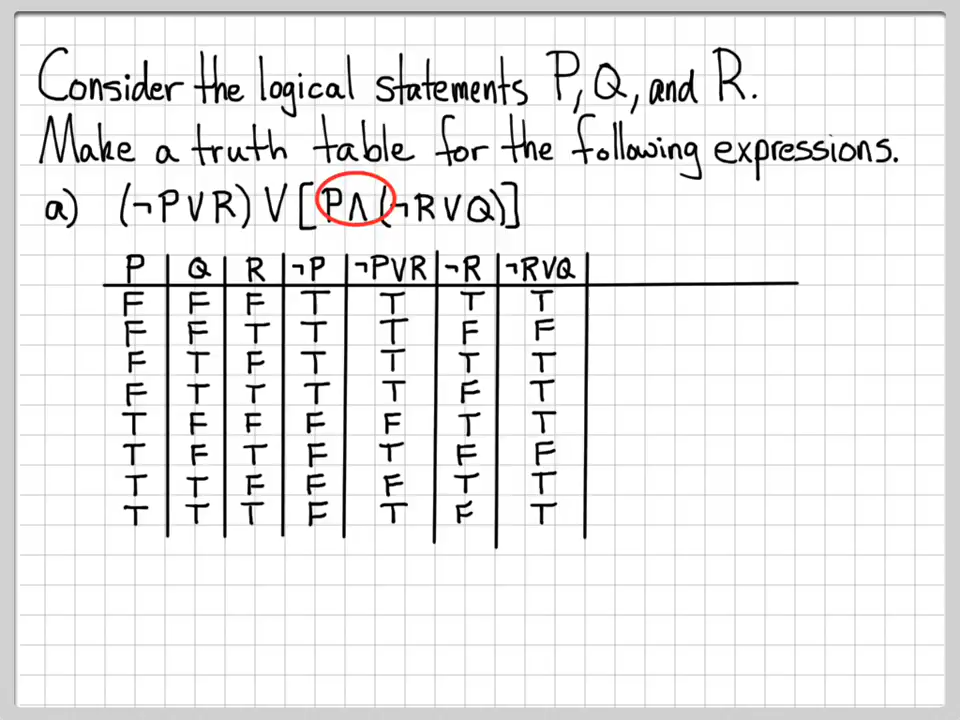 Consider the logical statements P, Q, and R.
Make a truth table for the following expressions.
a) (¬P∨R) ∨ [P∧(¬R∨Q)]
P Q R ¬P ¬P∨R ¬R ¬R∨Q
F F F T T T T
F F T T T F F
F T F T T T T
F T T T T F T
T F F F F T T
T F T F T F F
T T F F F T T
T T T F T F T